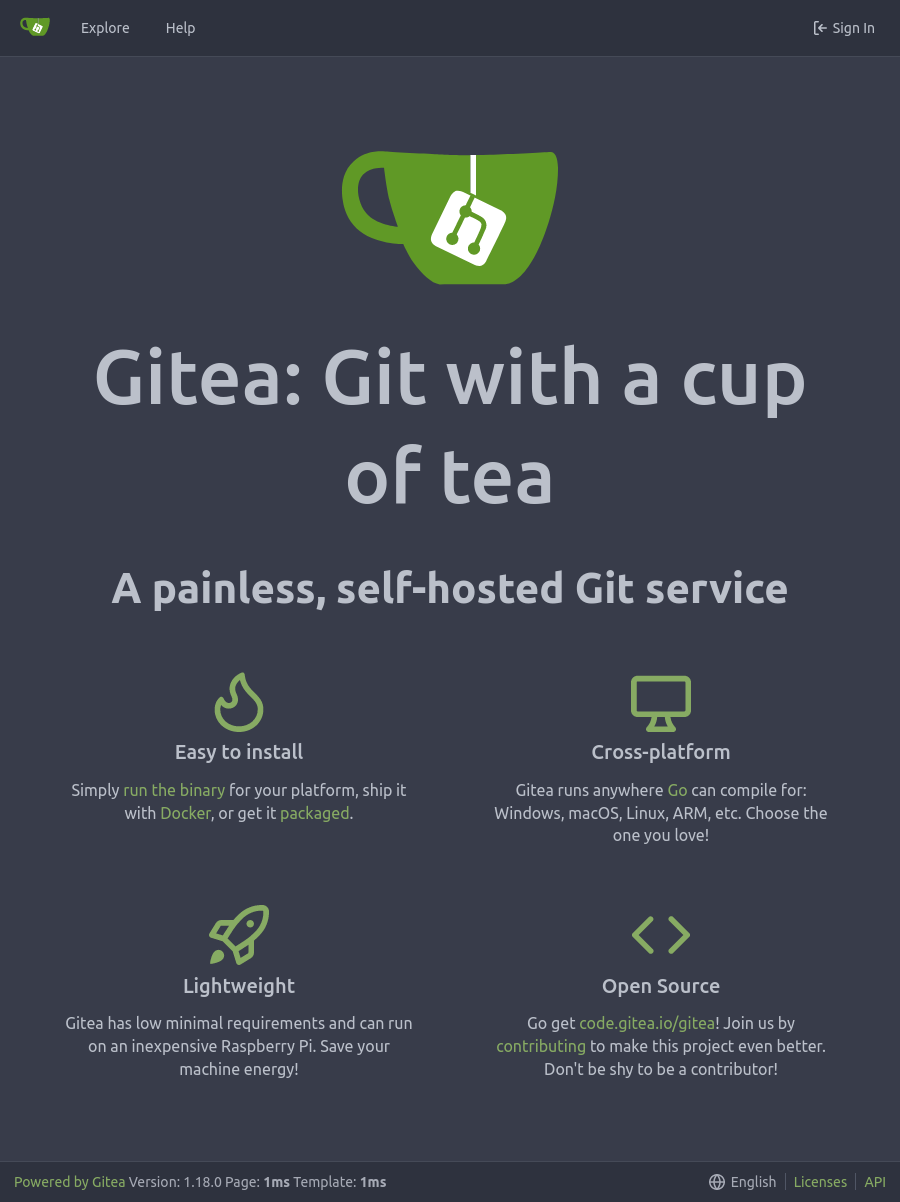 Explore Help Sign In
Gitea: Git with a cup
of tea
A painless, self-hosted Git service
Easy to install
Simply run the binary for your platform, ship it
with Docker, or get it packaged.
Cross-platform
Gitea runs anywhere Go can compile for:
Windows, macOS, Linux, ARM, etc. Choose the
one you love!
Lightweight
Gitea has low minimal requirements and can run
on an inexpensive Raspberry Pi. Save your
machine energy!
Open Source
Go get code.gitea.io/gitea! Join us by
contributing to make this project even better.
Don't be shy to be a contributor!
Powered by Gitea Version: 1.18.0 Page: 1ms Template: 1ms English Licenses API